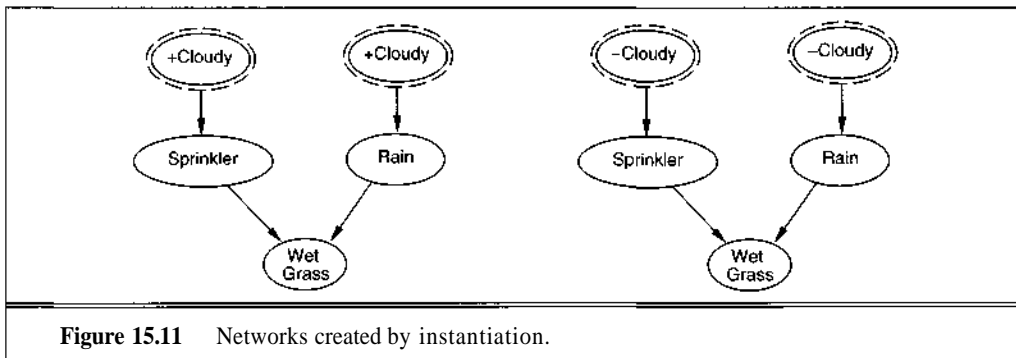 +Cloudy +Cloudy −Cloudy −Cloudy
Sprinkler Rain Sprinkler Rain
Wet Wet
Grass Grass
Figure 15.11 Networks created by instantiation.